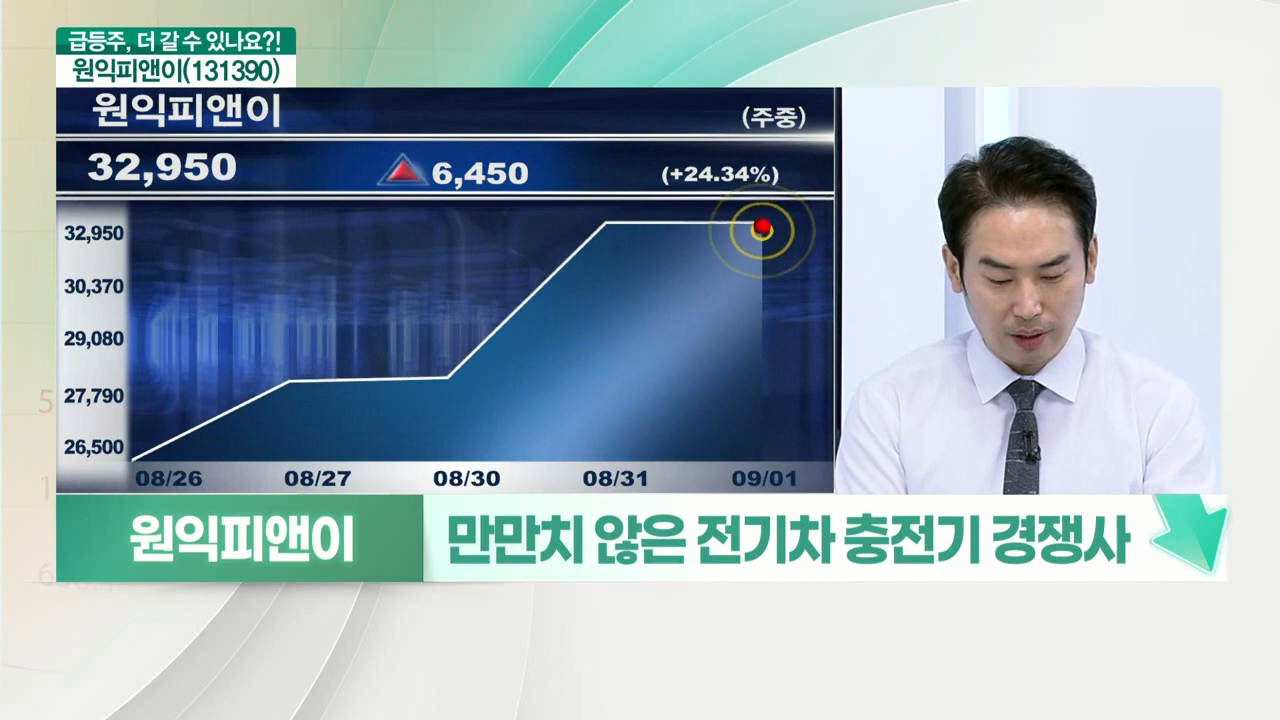 급등주, 더 갈 수 있나요?!
원익피앤이(131390)
원익피앤이 (주중)
32,950 ▲ 6,450 (+24.34%)
32,950
30,370
29,080
27,790
26,500
08/26 08/27 08/30 08/31 09/01
원익피앤이 만만치 않은 전기차 충전기 경쟁사
5
1
6